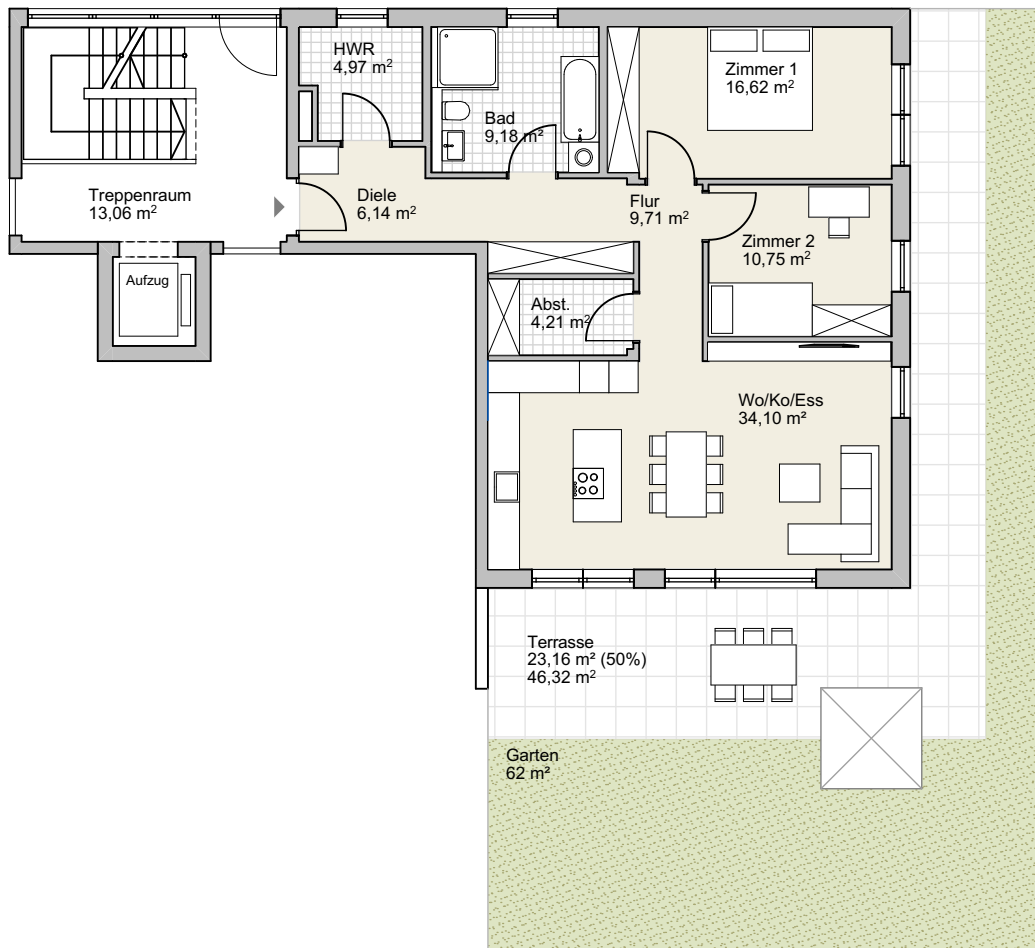 HWR
4,97 m²
Bad
9,18 m²
Zimmer 1
16,62 m²
Treppenraum
13,06 m²
Diele
6,14 m²
Flur
9,71 m²
Zimmer 2
10,75 m²
Aufzug
Abst.
4,21 m²
Wo/Ko/Ess
34,10 m²
Terrasse
23,16 m² (50%)
46,32 m²
Garten
62 m²